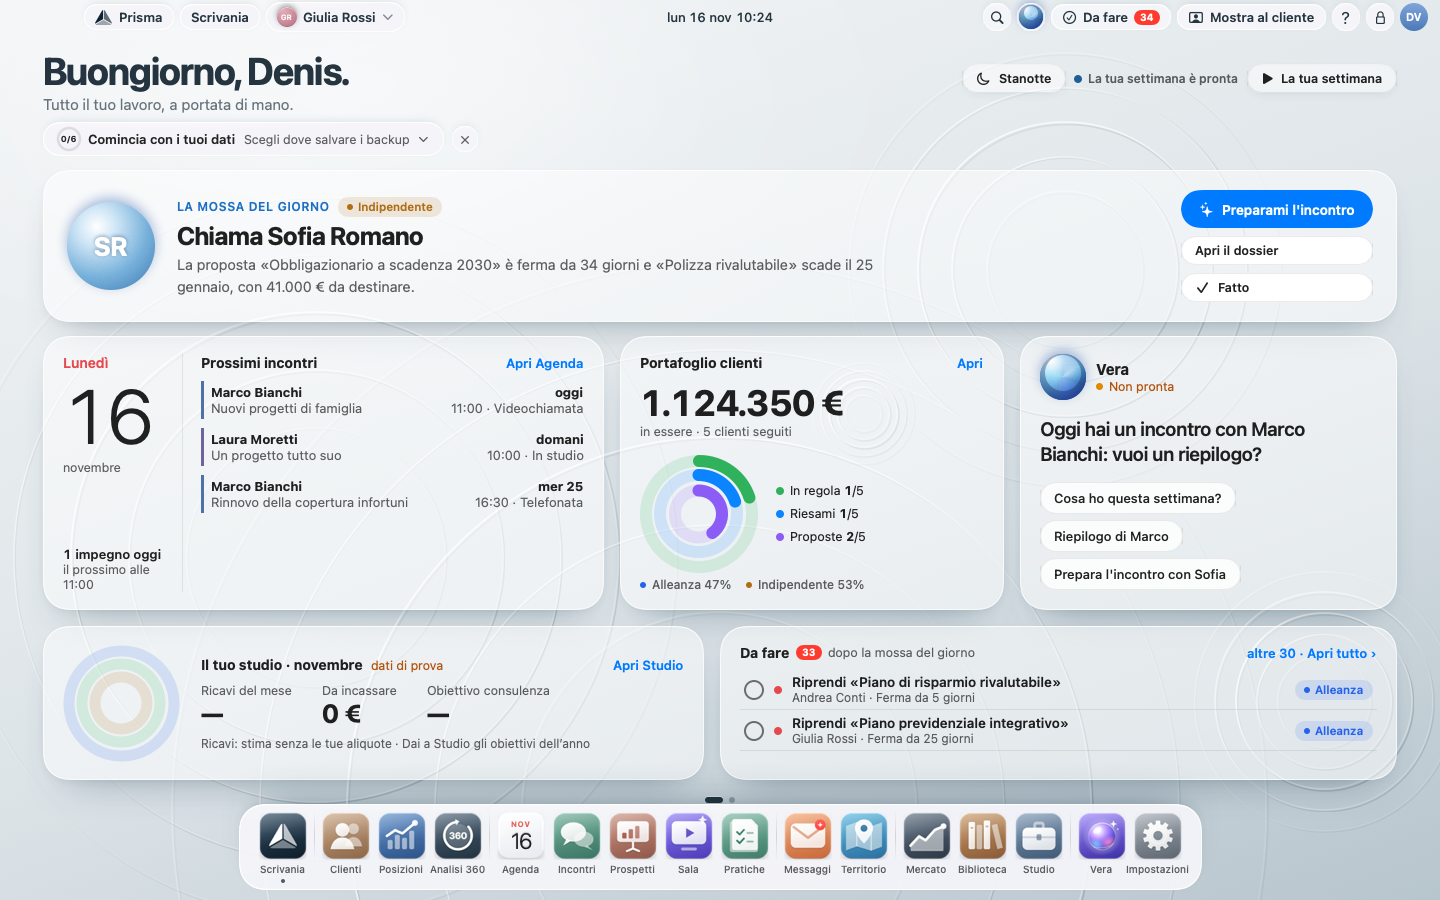 Prisma
Scrivania
GR Giulia Rossi
lun 16 nov 10:24
Da fare 34
Mostra al cliente
?
DV
Buongiorno, Denis.
Tutto il tuo lavoro, a portata di mano.
Stanotte
La tua settimana è pronta
La tua settimana
0/6 Comincia con i tuoi dati Scegli dove salvare i backup
SR
LA MOSSA DEL GIORNO Indipendente
Chiama Sofia Romano
La proposta «Obbligazionario a scadenza 2030» è ferma da 34 giorni e «Polizza rivalutabile» scade il 25
gennaio, con 41.000 € da destinare.
Preparami l'incontro
Apri il dossier
Fatto
Lunedì
16
novembre
1 impegno oggi
il prossimo alle
11:00
Prossimi incontri Apri Agenda
Marco Bianchi oggi
Nuovi progetti di famiglia 11:00 · Videochiamata
Laura Moretti domani
Un progetto tutto suo 10:00 · In studio
Marco Bianchi mer 25
Rinnovo della copertura infortuni 16:30 · Telefonata
Portafoglio clienti Apri
1.124.350 €
in essere · 5 clienti seguiti
In regola 1/5
Riesami 1/5
Proposte 2/5
Alleanza 47% Indipendente 53%
Vera
Non pronta
Oggi hai un incontro con Marco
Bianchi: vuoi un riepilogo?
Cosa ho questa settimana?
Riepilogo di Marco
Prepara l'incontro con Sofia
Il tuo studio · novembre dati di prova Apri Studio
Ricavi del mese Da incassare Obiettivo consulenza
— 0 € —
Ricavi: stima senza le tue aliquote · Dai a Studio gli obiettivi dell'anno
Da fare 33 dopo la mossa del giorno altre 30 · Apri tutto ›
Riprendi «Piano di risparmio rivalutabile»
Andrea Conti · Ferma da 5 giorni
Alleanza
Riprendi «Piano previdenziale integrativo»
Giulia Rossi · Ferma da 25 giorni
Alleanza
360
NOV
16
Scrivania Clienti Posizioni Analisi 360 Agenda Incontri Prospetti Sala Pratiche Messaggi Territorio Mercato Biblioteca Studio Vera Impostazioni